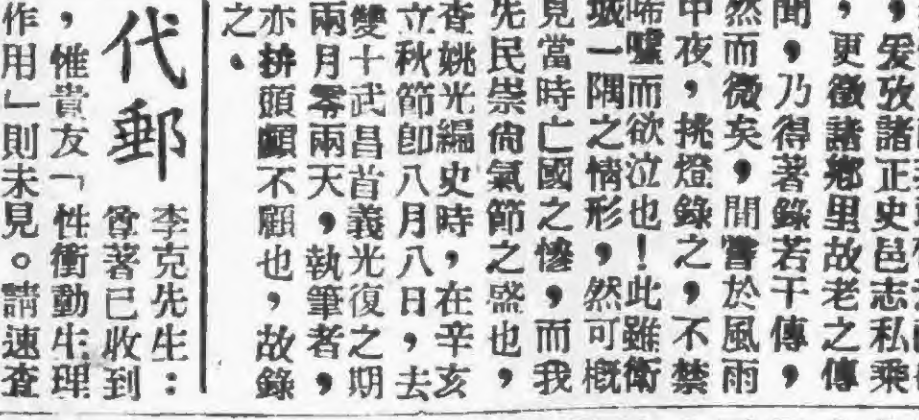 ,爰攷諸正史邑志私乘
,更徵諸鄉里故老之傳
聞,乃得著錄若干傳,
然而微矣,間嘗於風雨
中夜,挑燈錄之,不禁
唏噓而欲泣也!此雖衛
城一隅之情形,然可概
見當時亡國之慘,而我
先民崇尚氣節之盛也,
查姚光編史時,在辛亥
立秋節卽八月八日,去
雙十武昌首義光復之期
兩月零兩天,執筆者,
亦拚頭顱不顧也,故錄
之。
代郵
李克先生:
尊著已收到
,惟貴友「性衝動生理
作用」則未見。請速查